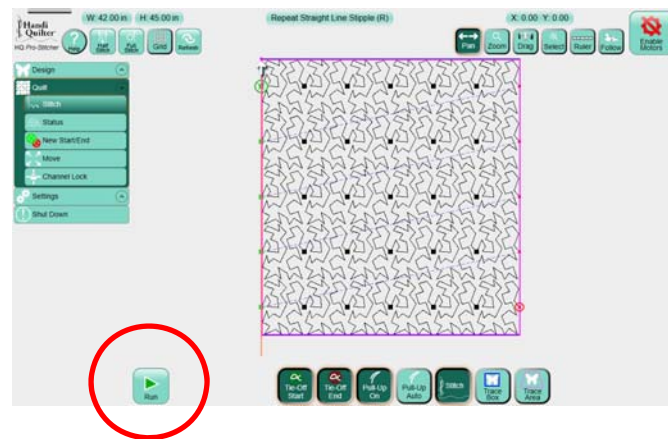 Handi Quilter
HQ Pro-Stitcher
W: 42.00 in H: 45.00 in
Repeat Straight Line Stipple (R)
X: 0.00 Y: 0.00
Help
Half Stitch
Full Stitch
Grid
Refresh
Pan
Zoom
Drag
Select
Ruler
Follow
Enable Motors
Design
Quilt
Stitch
Status
New Start/End
Move
Channel Lock
Settings
Shut Down
Run
Tie-Off Start
Tie-Off End
Pull-Up On
Pull-Up Auto
Stitch
Trace Box
Trace Area